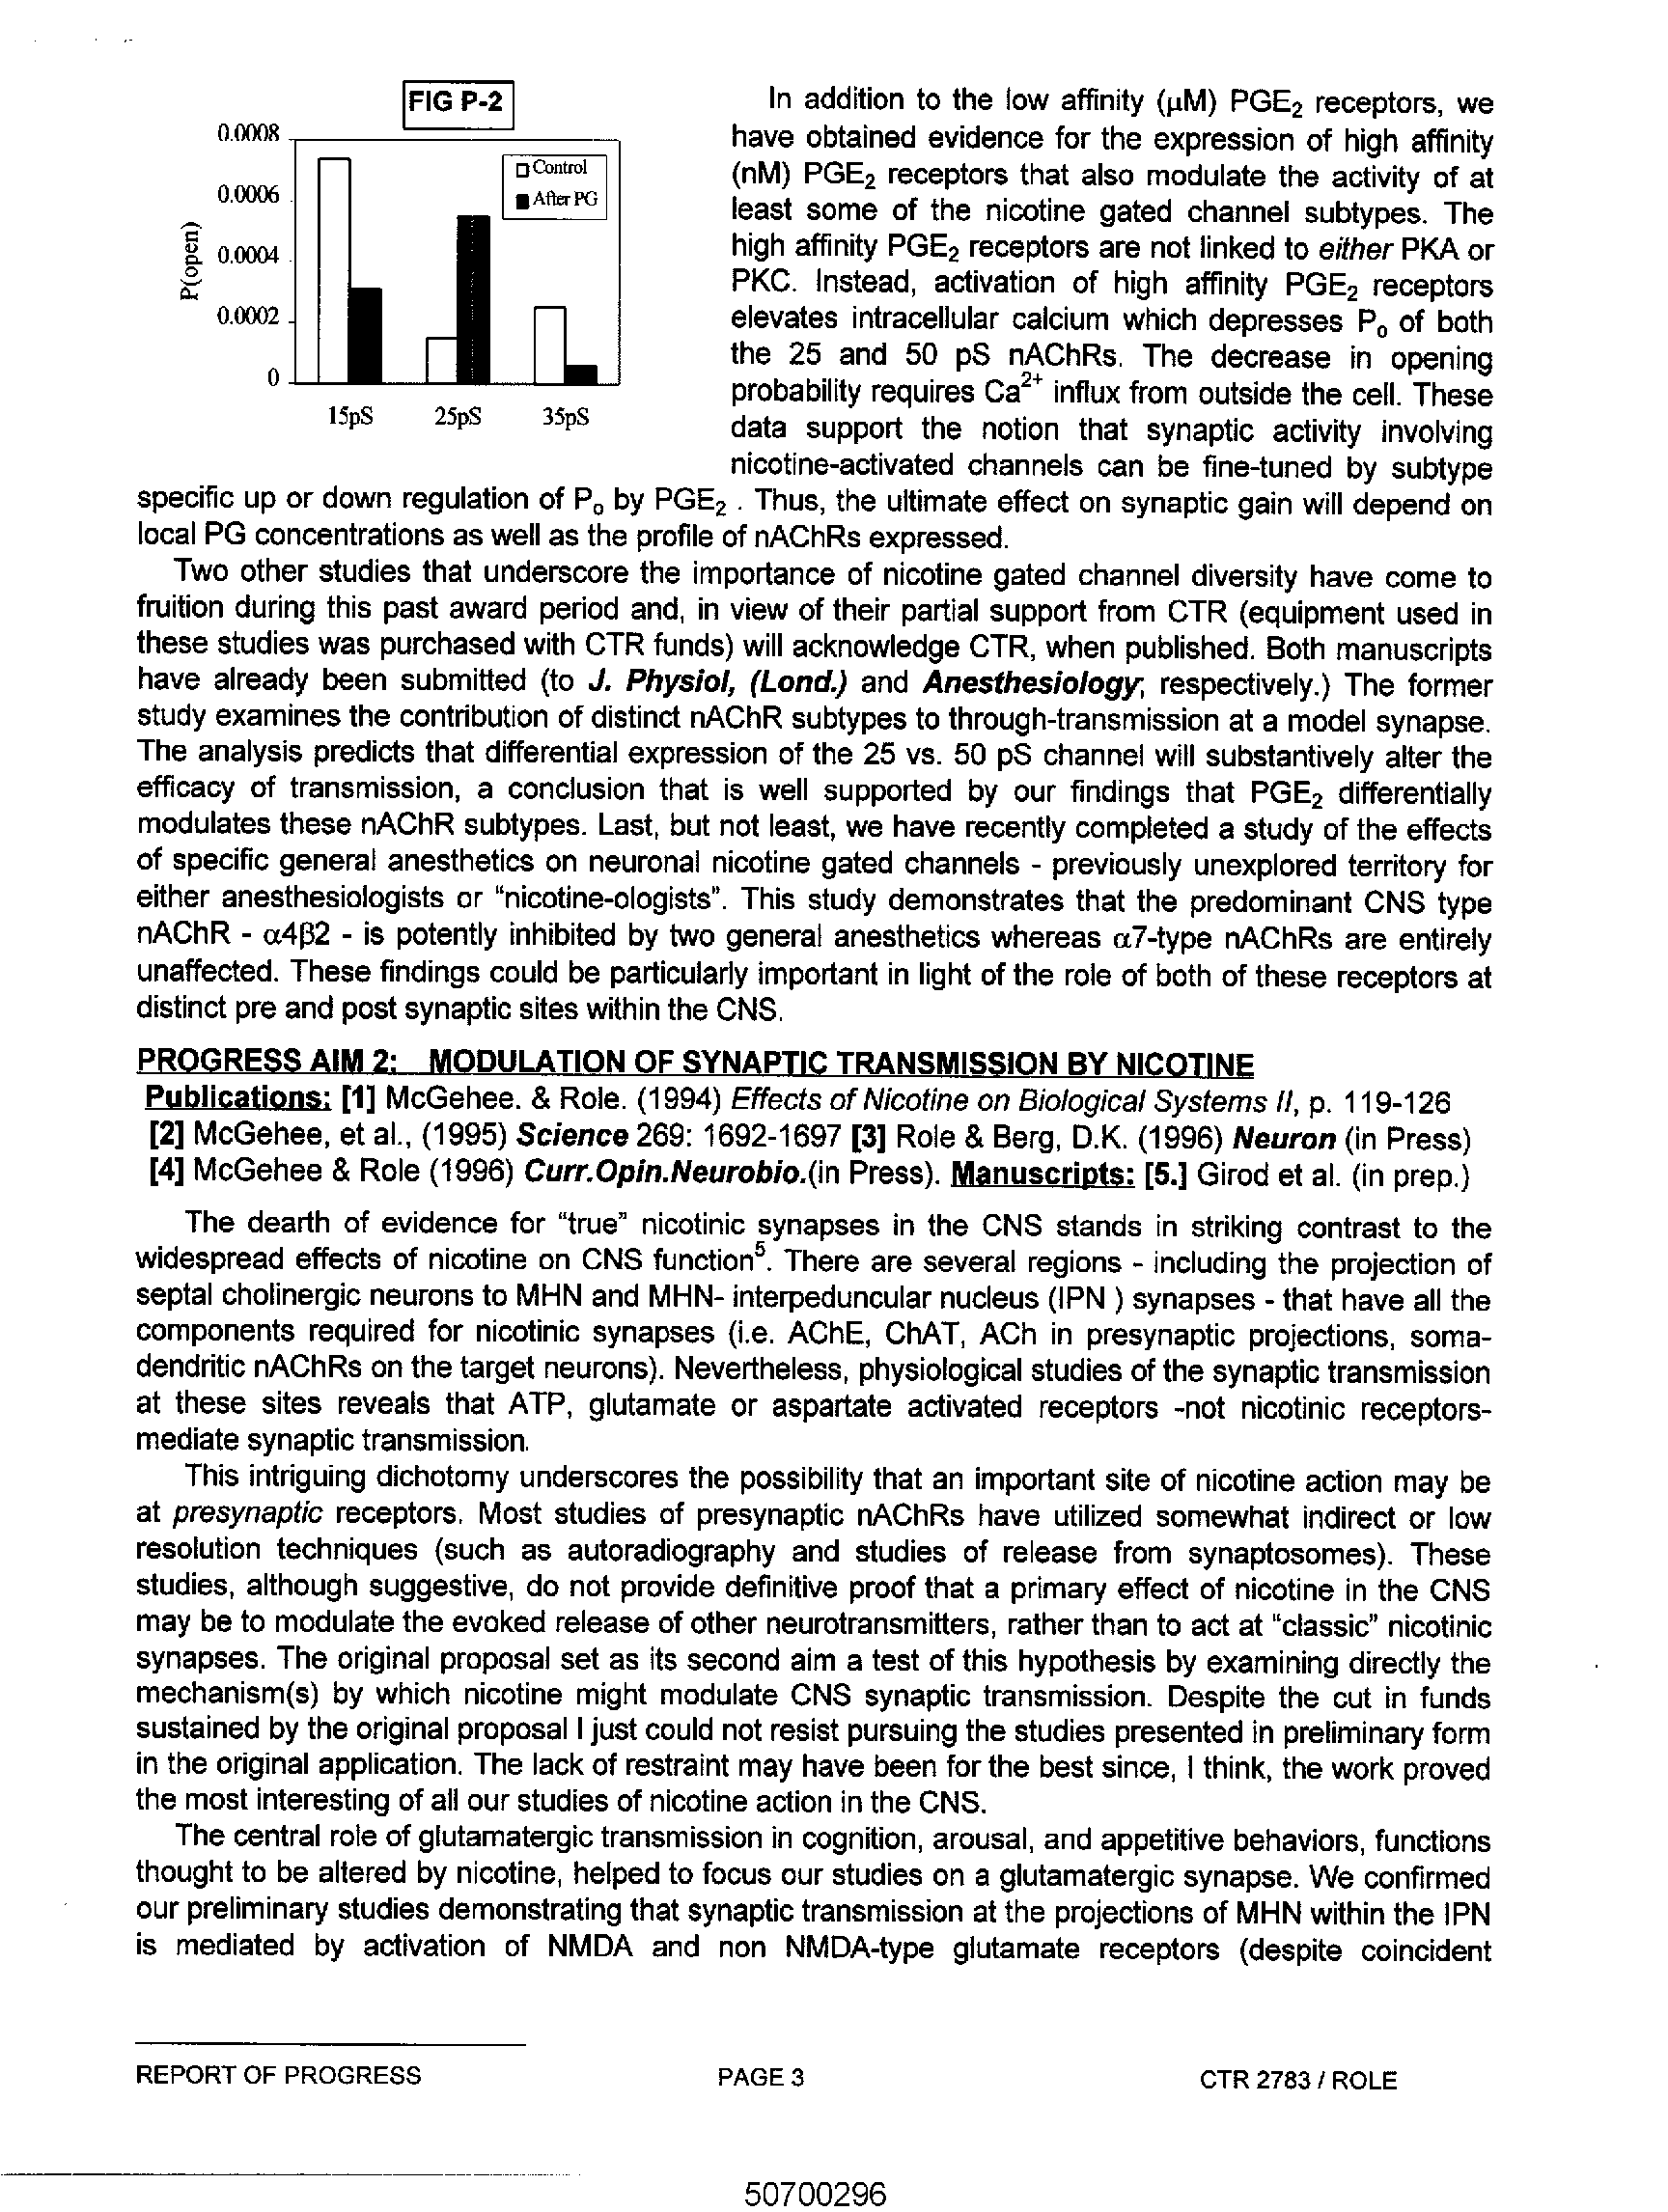 FIG P-2
0.0008
0.0006
0.0004
0.0002
0
P(open)
Control
After PG
15pS 25pS 35pS
In addition to the low affinity (µM) PGE2 receptors, we
have obtained evidence for the expression of high affinity
(nM) PGE2 receptors that also modulate the activity of at
least some of the nicotine gated channel subtypes. The
high affinity PGE2 receptors are not linked to either PKA or
PKC. Instead, activation of high affinity PGE2 receptors
elevates intracellular calcium which depresses Po of both
the 25 and 50 pS nAChRs. The decrease in opening
probability requires Ca2+ influx from outside the cell. These
data support the notion that synaptic activity involving
nicotine-activated channels can be fine-tuned by subtype
specific up or down regulation of Po by PGE2 . Thus, the ultimate effect on synaptic gain will depend on
local PG concentrations as well as the profile of nAChRs expressed.
Two other studies that underscore the importance of nicotine gated channel diversity have come to
fruition during this past award period and, in view of their partial support from CTR (equipment used in
these studies was purchased with CTR funds) will acknowledge CTR, when published. Both manuscripts
have already been submitted (to J. Physiol, (Lond.) and Anesthesiology, respectively.) The former
study examines the contribution of distinct nAChR subtypes to through-transmission at a model synapse.
The analysis predicts that differential expression of the 25 vs. 50 pS channel will substantively alter the
efficacy of transmission, a conclusion that is well supported by our findings that PGE2 differentially
modulates these nAChR subtypes. Last, but not least, we have recently completed a study of the effects
of specific general anesthetics on neuronal nicotine gated channels - previously unexplored territory for
either anesthesiologists or “nicotine-ologists”. This study demonstrates that the predominant CNS type
nAChR - α4β2 - is potently inhibited by two general anesthetics whereas α7-type nAChRs are entirely
unaffected. These findings could be particularly important in light of the role of both of these receptors at
distinct pre and post synaptic sites within the CNS.
PROGRESS AIM 2: MODULATION OF SYNAPTIC TRANSMISSION BY NICOTINE
Publications: [1] McGehee. & Role. (1994) Effects of Nicotine on Biological Systems II, p. 119-126
[2] McGehee, et al., (1995) Science 269: 1692-1697 [3] Role & Berg, D.K. (1996) Neuron (in Press)
[4] McGehee & Role (1996) Curr.Opin.Neurobio.(in Press). Manuscripts: [5.] Girod et al. (in prep.)
The dearth of evidence for “true” nicotinic synapses in the CNS stands in striking contrast to the
widespread effects of nicotine on CNS function5. There are several regions - including the projection of
septal cholinergic neurons to MHN and MHN- interpeduncular nucleus (IPN ) synapses - that have all the
components required for nicotinic synapses (i.e. AChE, ChAT, ACh in presynaptic projections, soma-
dendritic nAChRs on the target neurons). Nevertheless, physiological studies of the synaptic transmission
at these sites reveals that ATP, glutamate or aspartate activated receptors -not nicotinic receptors-
mediate synaptic transmission.
This intriguing dichotomy underscores the possibility that an important site of nicotine action may be
at presynaptic receptors. Most studies of presynaptic nAChRs have utilized somewhat indirect or low
resolution techniques (such as autoradiography and studies of release from synaptosomes). These
studies, although suggestive, do not provide definitive proof that a primary effect of nicotine in the CNS
may be to modulate the evoked release of other neurotransmitters, rather than to act at “classic” nicotinic
synapses. The original proposal set as its second aim a test of this hypothesis by examining directly the
mechanism(s) by which nicotine might modulate CNS synaptic transmission. Despite the cut in funds
sustained by the original proposal I just could not resist pursuing the studies presented in preliminary form
in the original application. The lack of restraint may have been for the best since, I think, the work proved
the most interesting of all our studies of nicotine action in the CNS.
The central role of glutamatergic transmission in cognition, arousal, and appetitive behaviors, functions
thought to be altered by nicotine, helped to focus our studies on a glutamatergic synapse. We confirmed
our preliminary studies demonstrating that synaptic transmission at the projections of MHN within the IPN
is mediated by activation of NMDA and non NMDA-type glutamate receptors (despite coincident
REPORT OF PROGRESS PAGE 3 CTR 2783 / ROLE
50700296